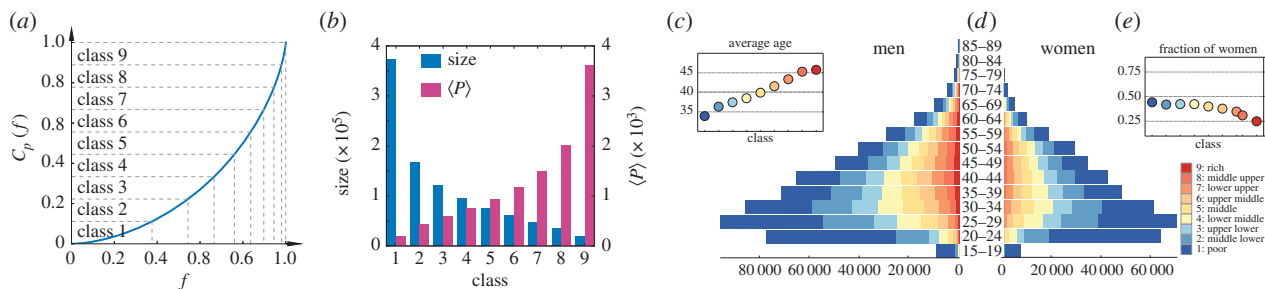 (a)
C_p (f)
1.0
0.8
0.6
0.4
0.2
0
class 9
class 8
class 7
class 6
class 5
class 4
class 3
class 2
class 1
0 0.2 0.4 0.8 0.6 1.0
f
(b)
size (× 10^5)
4
3
2
1
0
size
⟨P⟩
4
3
2
1
0
⟨P⟩ (× 10^3)
1 2 3 4 5 6 7 8 9
class
(c)
men
average age
45
40
35
class
85–89
80–84
75–79
70–74
65–69
60–64
55–59
50–54
45–49
40–44
35–39
30–34
25–29
20–24
15–19
80 000 60 000 40 000 20 000 0
(d)
women
0 20 000 40 000 60 000
(e)
fraction of women
0.75
0.50
0.25
class
9: rich
8: middle upper
7: lower upper
6: upper middle
5: middle
4: lower middle
3: upper lower
2: middle lower
1: poor